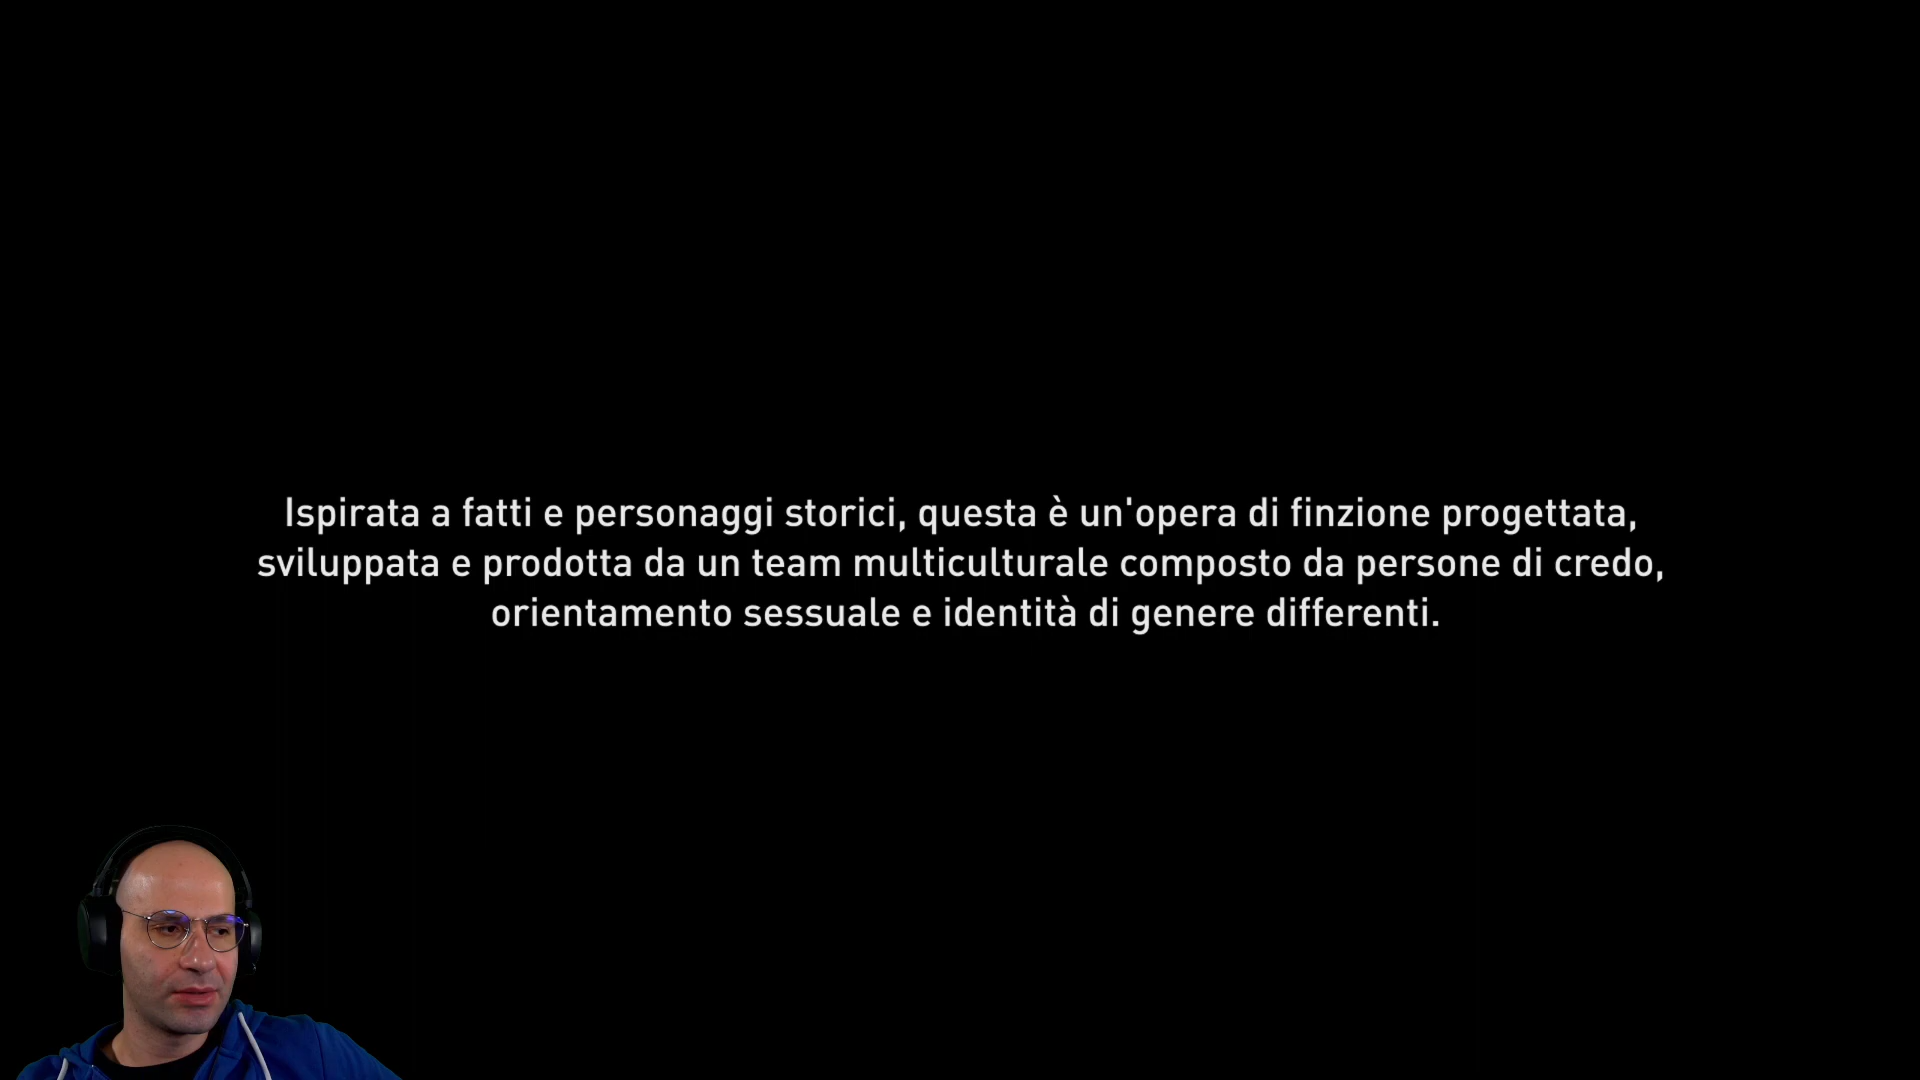 Ispirata a fatti e personaggi storici, questa è un'opera di finzione progettata,
sviluppata e prodotta da un team multiculturale composto da persone di credo,
orientamento sessuale e identità di genere differenti.